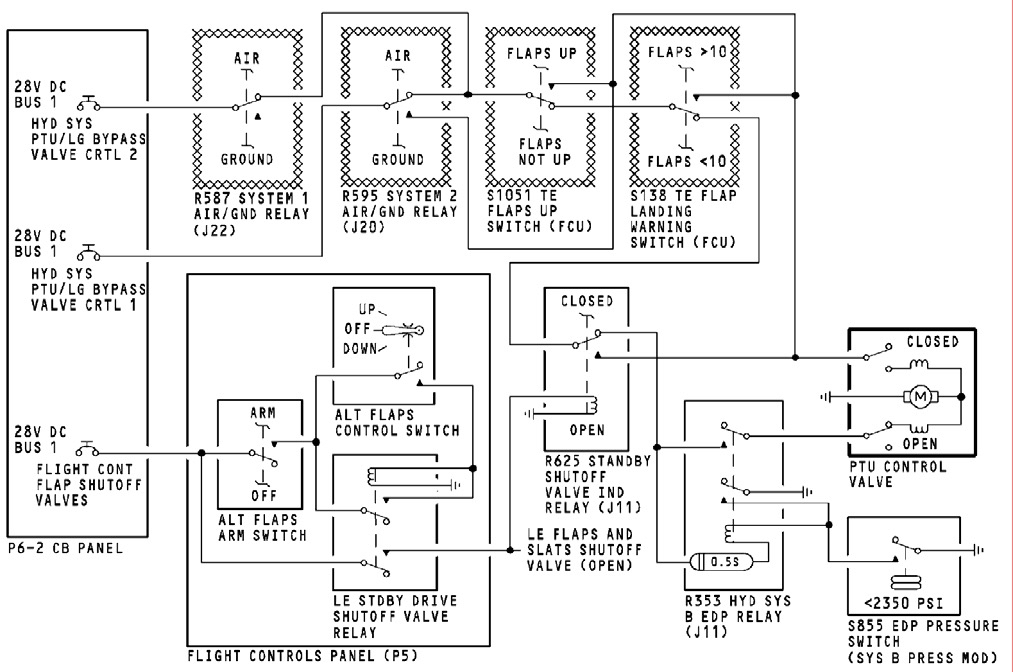 28V DC
BUS 1
HYD SYS
PTU/LG BYPASS
VALVE CRTL 2
AIR
GROUND
R587 SYSTEM 1
AIR/GND RELAY
(J22)
AIR
GROUND
R595 SYSTEM 2
AIR/GND RELAY
(J20)
FLAPS UP
FLAPS
NOT UP
S1051 TE
FLAPS UP
SWITCH (FCU)
FLAPS >10
FLAPS <10
S138 TE FLAP
LANDING
WARNING
SWITCH (FCU)
28V DC
BUS 1
HYD SYS
PTU/LG BYPASS
VALVE CRTL 1
UP
OFF
DOWN
ALT FLAPS
CONTROL SWITCH
CLOSED
OPEN
R625 STANDBY
SHUTOFF
VALVE IND
RELAY (J11)
CLOSED
M
OPEN
PTU CONTROL
VALVE
28V DC
BUS 1
FLIGHT CONT
FLAP SHUTOFF
VALVES
P6-2 CB PANEL
ARM
OFF
ALT FLAPS
ARM SWITCH
LE STDBY DRIVE
SHUTOFF VALVE
RELAY
FLIGHT CONTROLS PANEL (P5)
LE FLAPS AND
SLATS SHUTOFF
VALVE (OPEN)
0.5S
R353 HYD SYS
B EDP RELAY
(J11)
<2350 PSI
S855 EDP PRESSURE
SWITCH
(SYS B PRESS MOD)